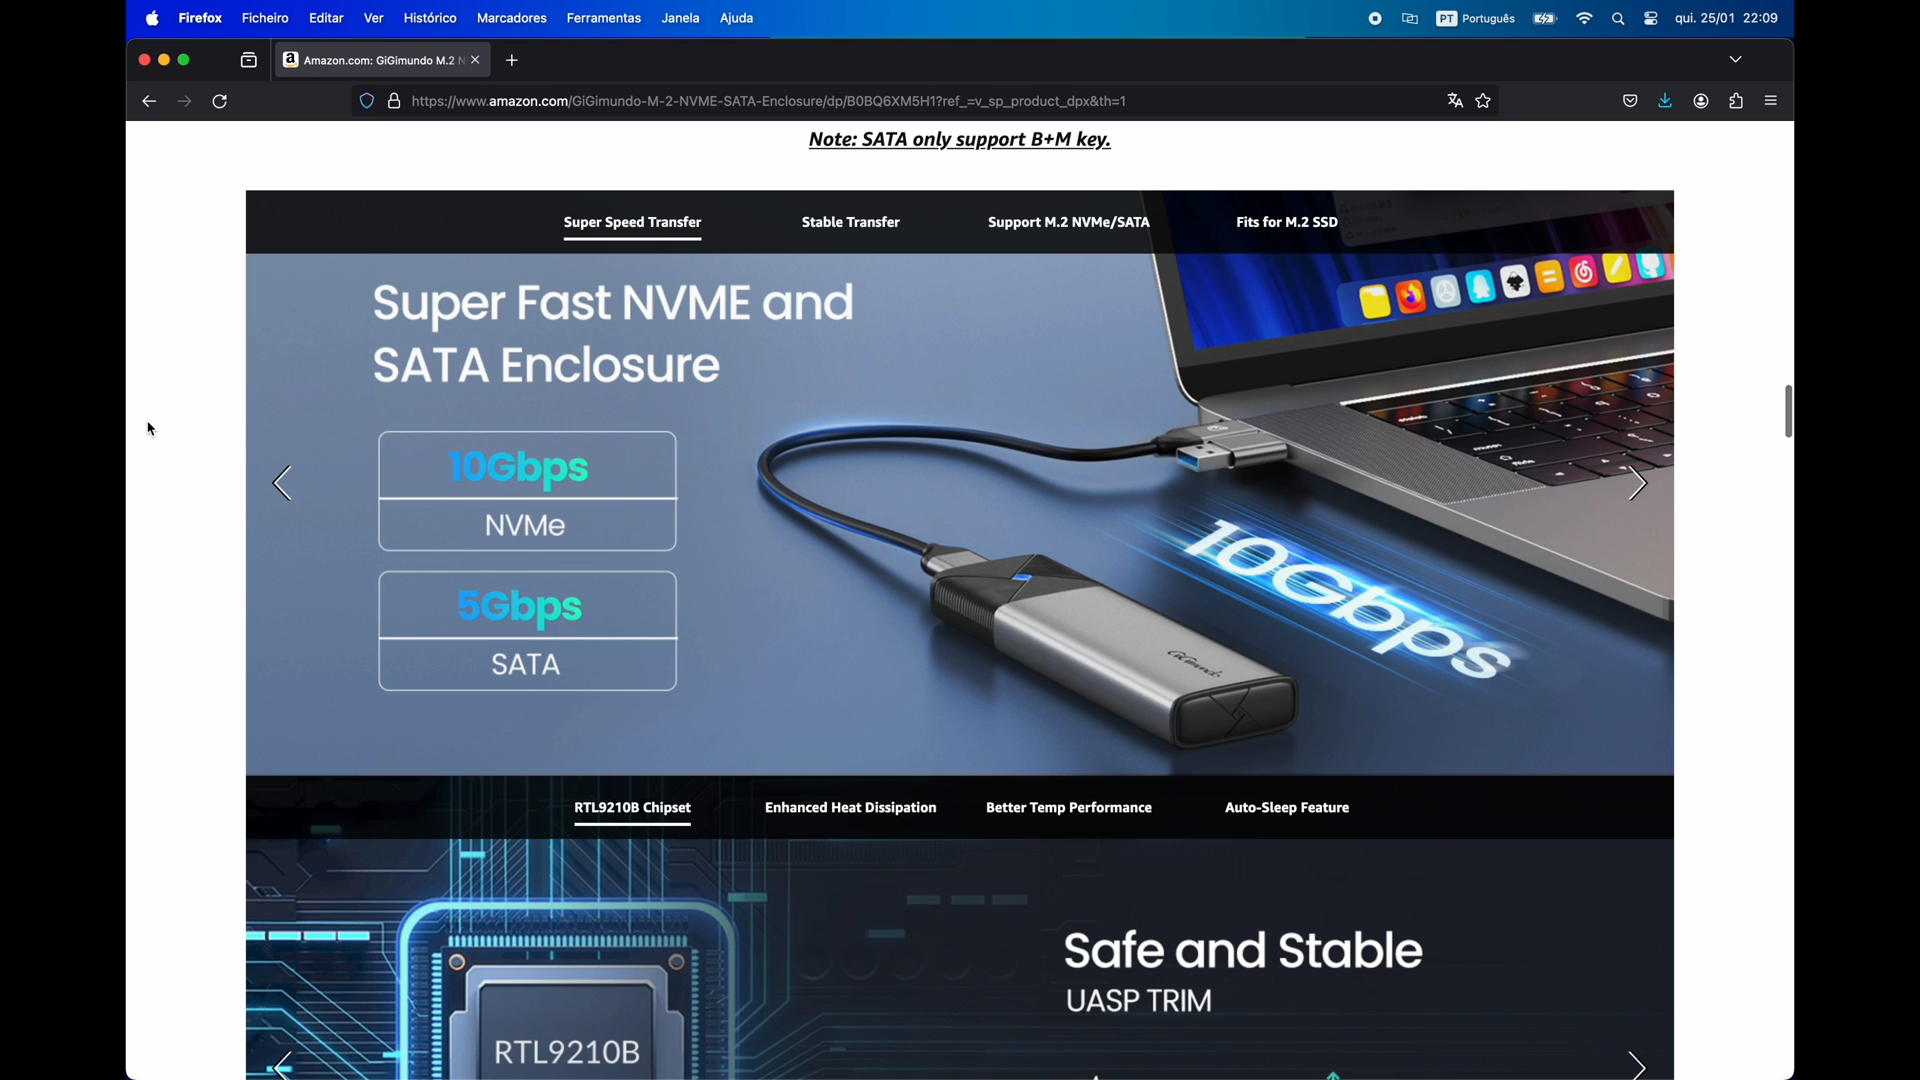 Firefox Ficheiro Editar Ver Histórico Marcadores Ferramentas Janela Ajuda PT Português qui. 25/01 22:09
Amazon.com: GiGimundo M.2 N
https://www.amazon.com/GiGimundo-M-2-NVME-SATA-Enclosure/dp/B0BQ6XM5H1?ref_=v_sp_product_dpx&th=1
Note: SATA only support B+M key.
Super Speed Transfer Stable Transfer Support M.2 NVMe/SATA Fits for M.2 SSD
Super Fast NVME and
SATA Enclosure
10Gbps
NVMe
5Gbps
SATA
10Gbps
GiGimundo
RTL9210B Chipset Enhanced Heat Dissipation Better Temp Performance Auto-Sleep Feature
Safe and Stable
UASP TRIM
RTL9210B